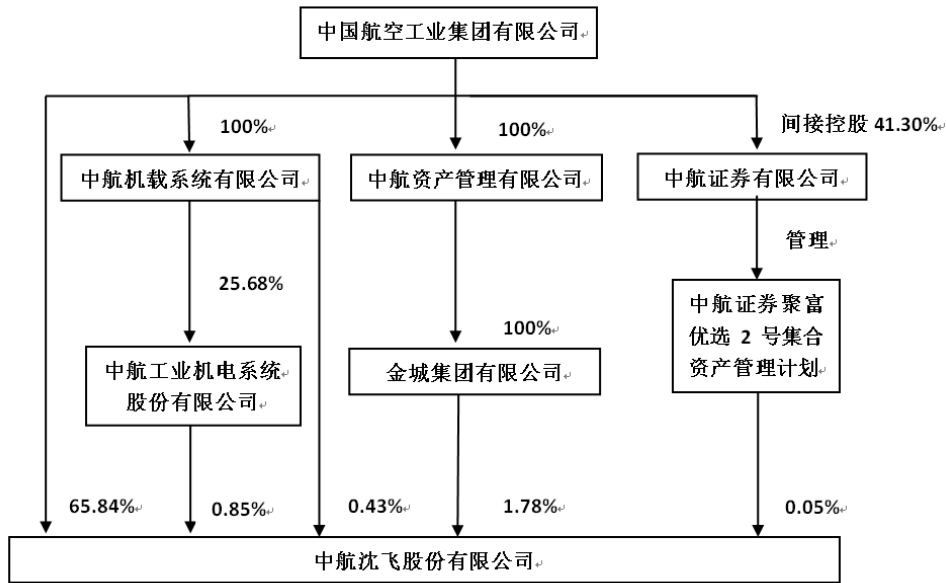 中国航空工业集团有限公司
100%
100%
间接控股 41.30%
中航机载系统有限公司
中航资产管理有限公司
中航证券有限公司
管理
25.68%
中航证券聚富
优选 2 号集合
资产管理计划
100%
中航工业机电系统
股份有限公司
金城集团有限公司
65.84%
0.85%
0.43%
1.78%
0.05%
中航沈飞股份有限公司